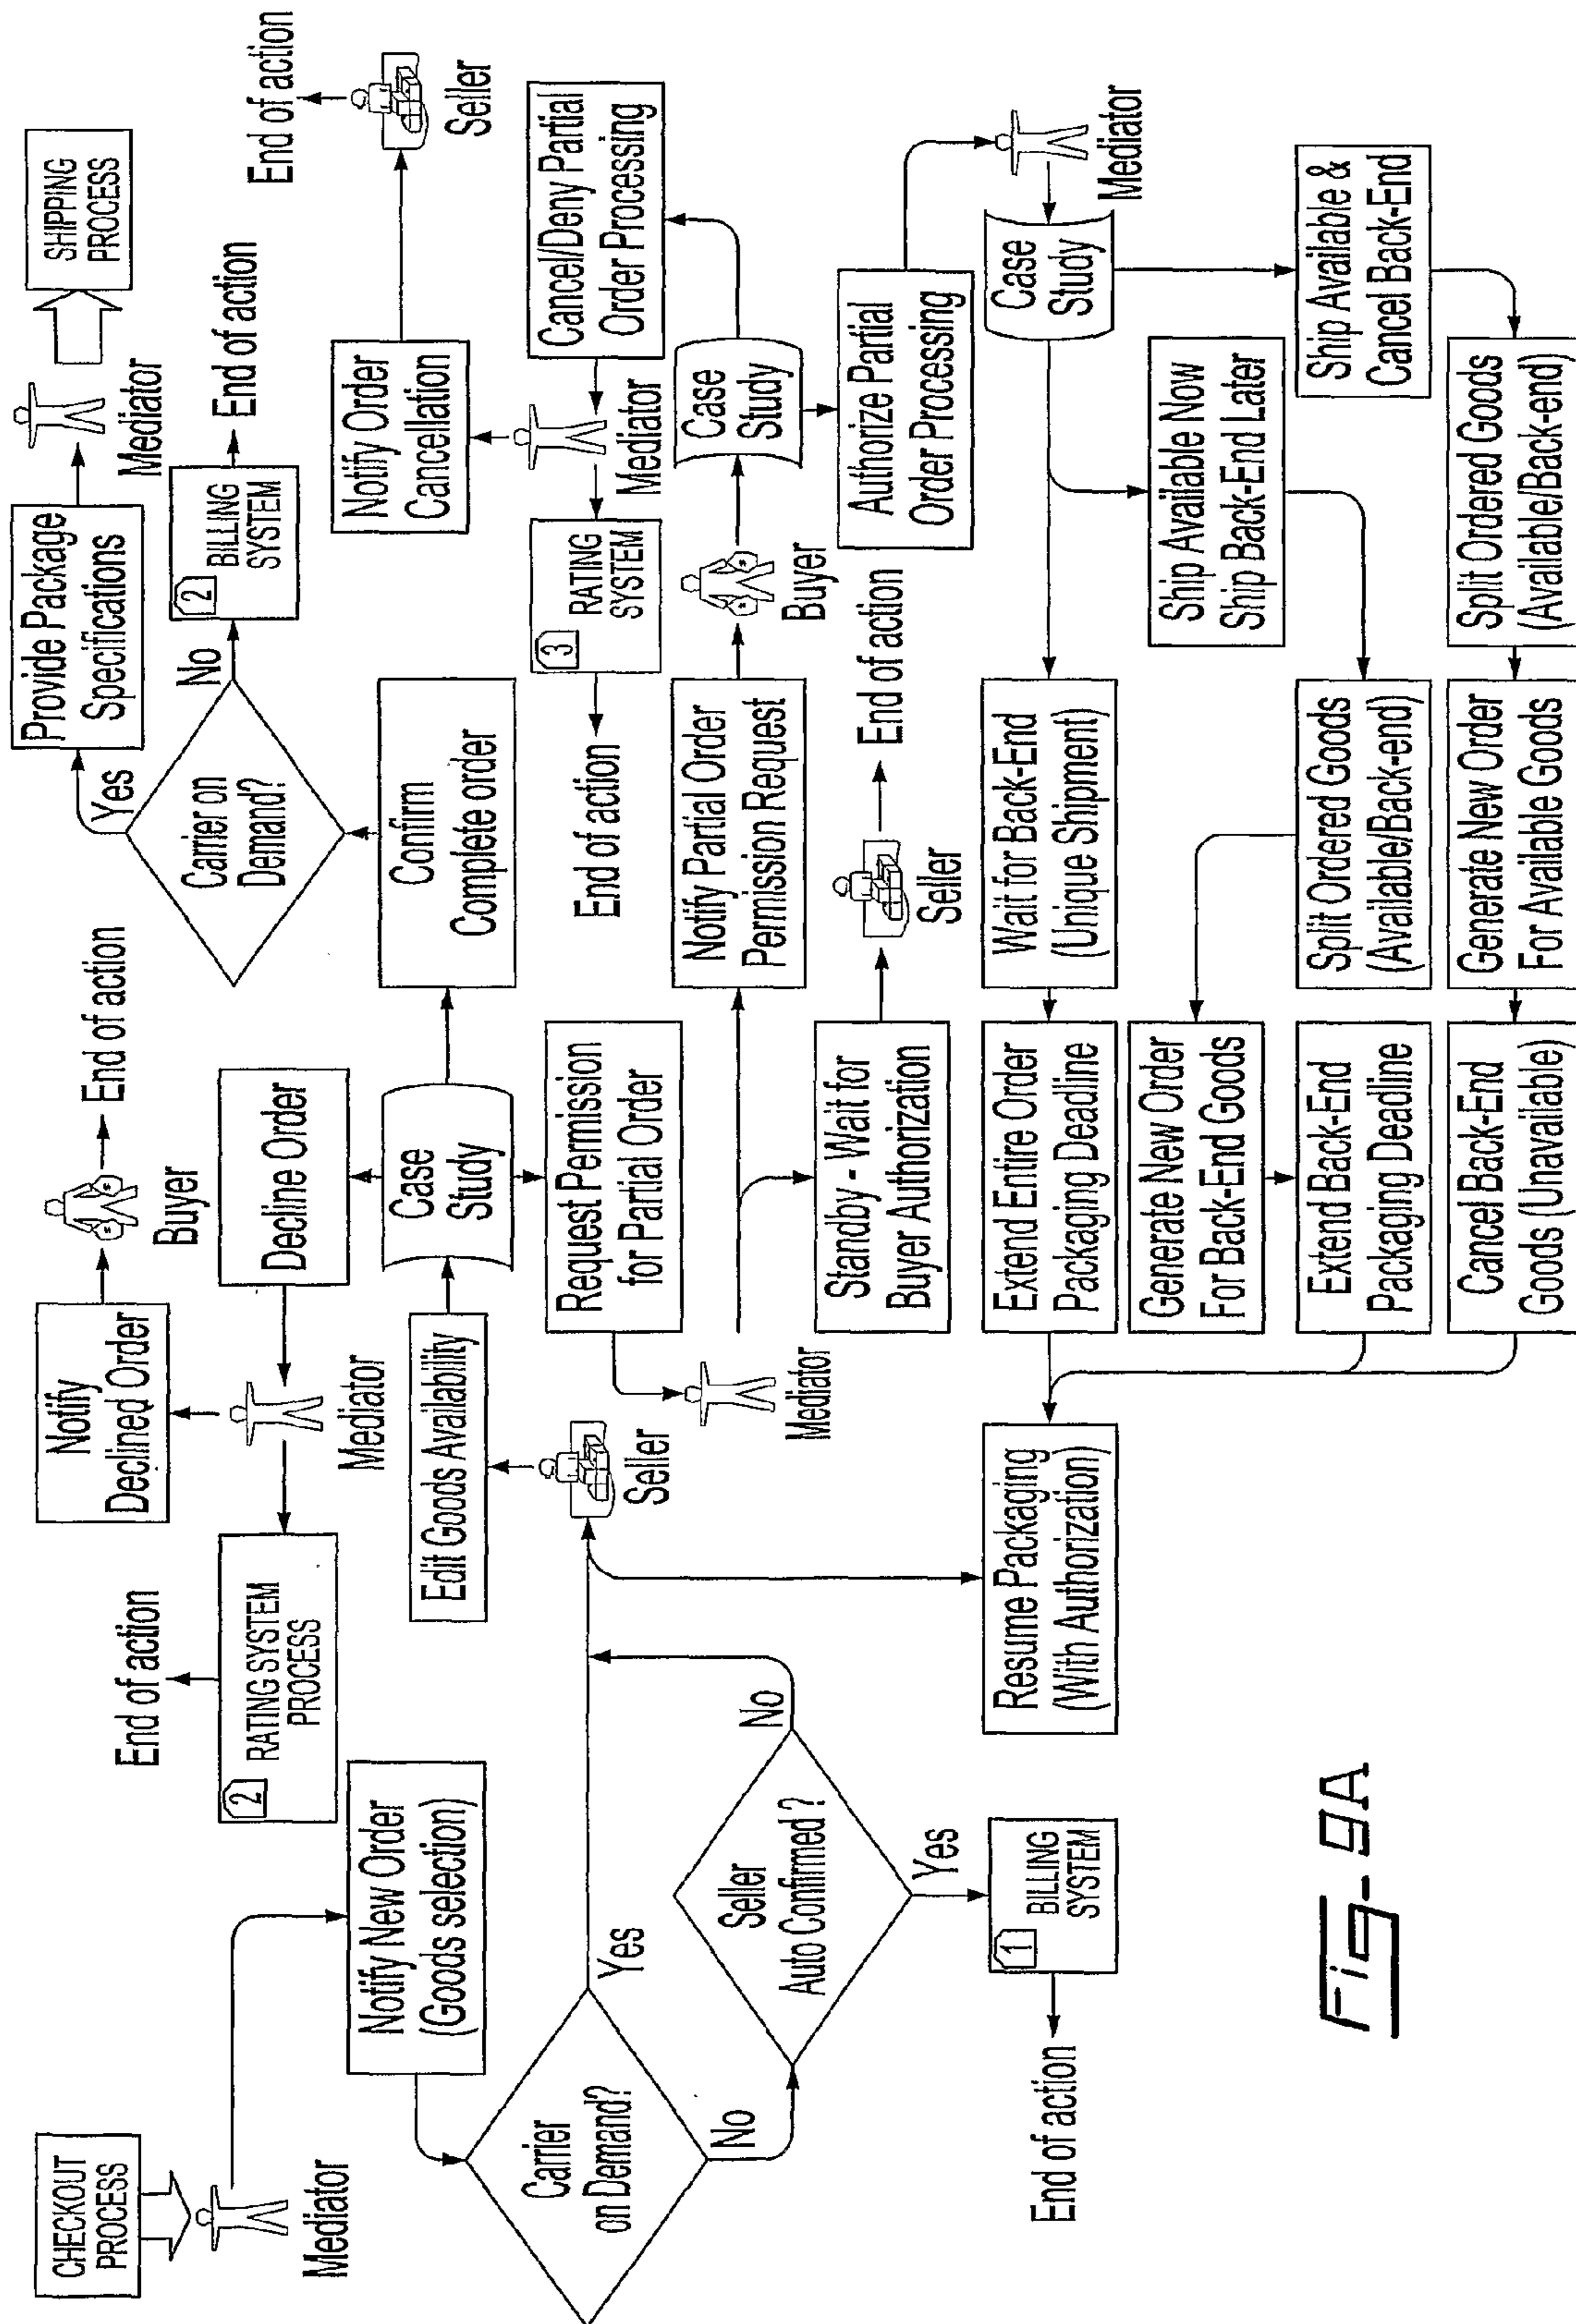 CHECKOUT
PROCESS
Mediator
Notify New Order
(Goods selection)
Carrier
on Demand?
Yes
No
Seller
Auto Confirmed ?
No
Yes
1
BILLING
SYSTEM
End of action
End of action
2
RATING SYSTEM
PROCESS
Notify
Declined Order
Buyer
End of action
Mediator
Decline Order
Edit Goods Availability
Seller
Case
Study
Request Permission
for Partial Order
Mediator
Confirm
Complete order
Carrier on
Demand?
Yes
No
Provide Package
Specifications
Mediator
SHIPPING
PROCESS
2
BILLING
SYSTEM
End of action
Notify Order
Cancellation
Seller
End of action
Mediator
3
RATING
SYSTEM
End of action
Cancel/Deny Partial
Order Processing
Notify Partial Order
Permission Request
Buyer
Case
Study
Standby - Wait for
Buyer Authorization
Seller
End of action
Authorize Partial
Order Processing
Mediator
Case
Study
Resume Packaging
(With Authorization)
Extend Entire Order
Packaging Deadline
Wait for Back-End
(Unique Shipment)
Generate New Order
For Back-End Goods
Ship Available Now
Ship Back-End Later
Extend Back-End
Packaging Deadline
Split Ordered Goods
(Available/Back-end)
Ship Available &
Cancel Back-End
Cancel Back-End
Goods (Unavailable)
Generate New Order
For Available Goods
Split Ordered Goods
(Available/Back-end)
Fig- 9A